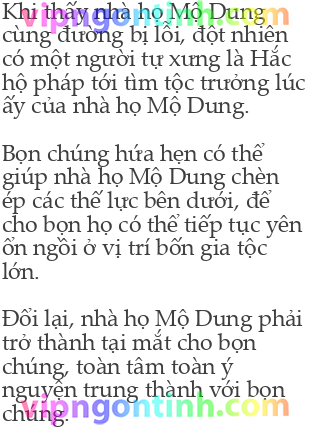 Khi thấy nhà họ Mộ Dung
cùng đường bị lối, đột nhiên
có một người tự xưng là Hắc
hộ pháp tới tìm tộc trưởng lúc
ấy của nhà họ Mộ Dung.
Bọn chúng hứa hẹn có thể
giúp nhà họ Mộ Dung chèn
ép các thế lực bên dưới, để
cho bọn họ có thể tiếp tục yên
ổn ngồi ở vị trí bốn gia tộc
lớn.
Đổi lại, nhà họ Mộ Dung phải
trở thành tại mắt cho bọn
chúng, toàn tâm toàn ý
nguyện trung thành với bọn
chúng.
vipngontinh.com
vipngontinh.com